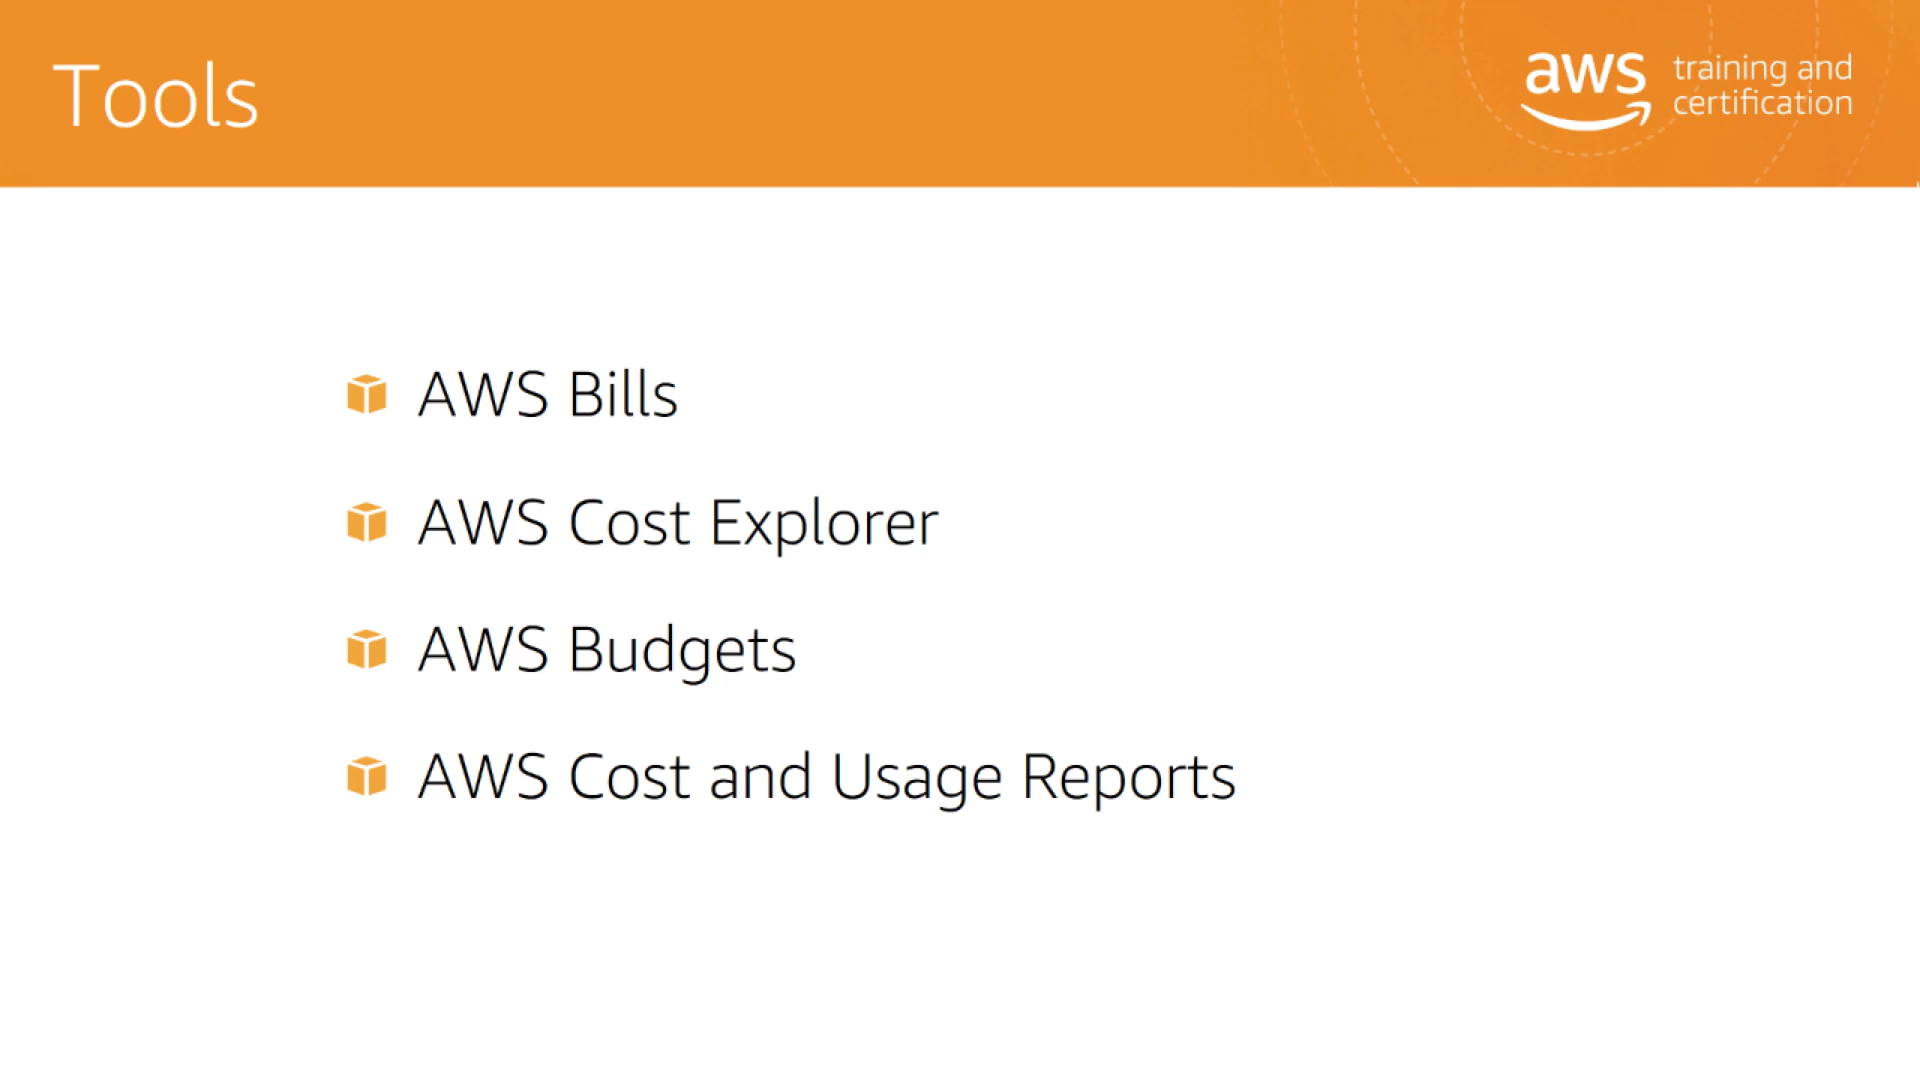 Tools
aws
training and
certification
AWS Bills
AWS Cost Explorer
AWS Budgets
AWS Cost and Usage Reports